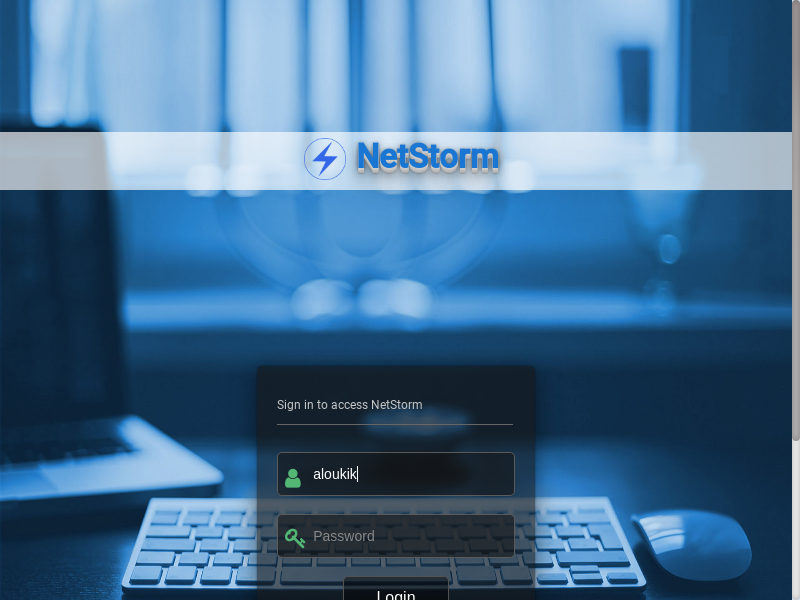 NetStorm
Sign in to access NetStorm
aloukik
Password
Login